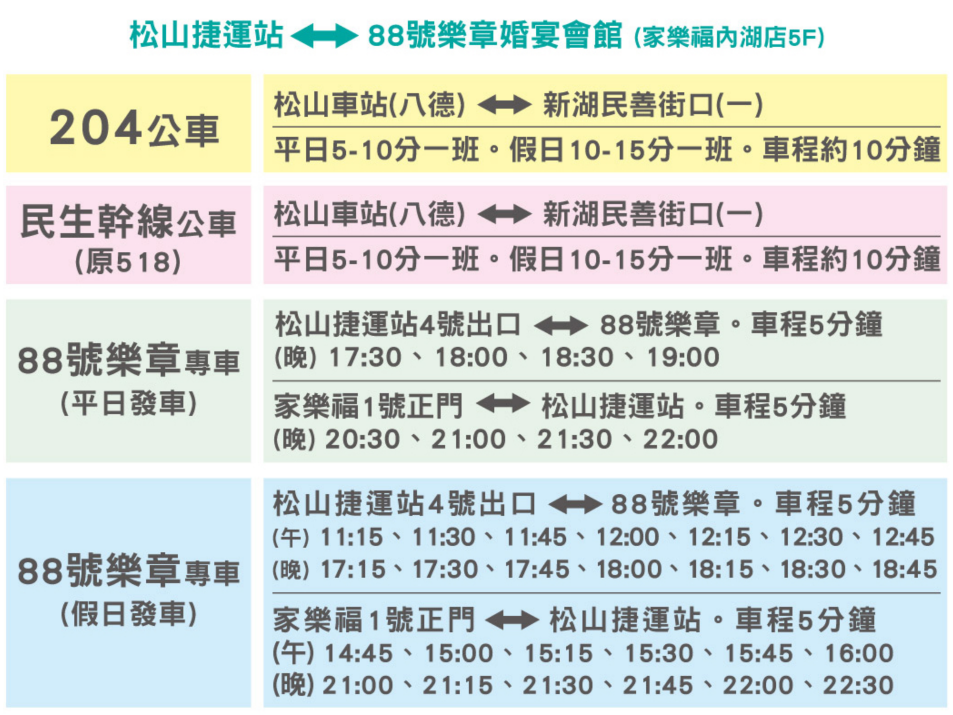 松山捷運站 ⟷ 88號樂章婚宴會館 (家樂福內湖店5F)
204公車
松山車站(八德) ⟷ 新湖民善街口(一)
平日5-10分一班。假日10-15分一班。車程約10分鐘
民生幹線公車
(原518)
松山車站(八德) ⟷ 新湖民善街口(一)
平日5-10分一班。假日10-15分一班。車程約10分鐘
88號樂章專車
(平日發車)
松山捷運站4號出口 ⟷ 88號樂章。車程5分鐘
(晚) 17:30、18:00、18:30、19:00
家樂福1號正門 ⟷ 松山捷運站。車程5分鐘
(晚) 20:30、21:00、21:30、22:00
88號樂章專車
(假日發車)
松山捷運站4號出口 ⟷ 88號樂章。車程5分鐘
(午) 11:15、11:30、11:45、12:00、12:15、12:30、12:45
(晚) 17:15、17:30、17:45、18:00、18:15、18:30、18:45
家樂福1號正門 ⟷ 松山捷運站。車程5分鐘
(午) 14:45、15:00、15:15、15:30、15:45、16:00
(晚) 21:00、21:15、21:30、21:45、22:00、22:30